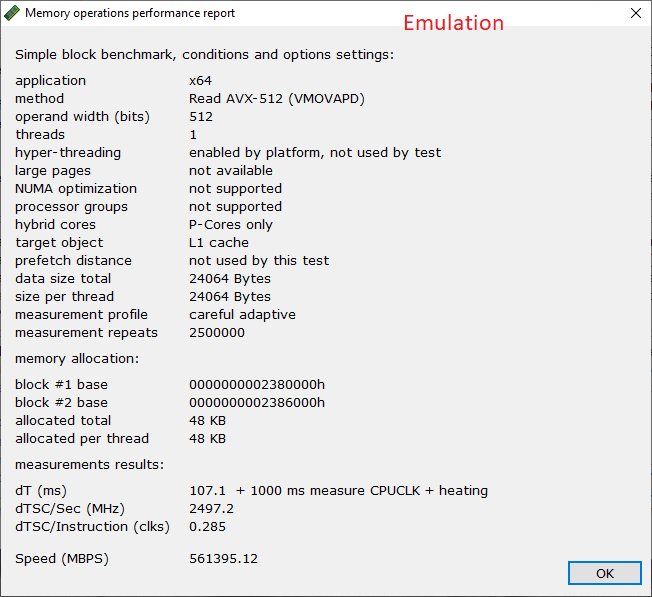 Memory operations performance report
Emulation
Simple block benchmark, conditions and options settings:
application x64
method Read AVX-512 (VMOVAPD)
operand width (bits) 512
threads 1
hyper-threading enabled by platform, not used by test
large pages not available
NUMA optimization not supported
processor groups not supported
hybrid cores P-Cores only
target object L1 cache
prefetch distance not used by this test
data size total 24064 Bytes
size per thread 24064 Bytes
measurement profile careful adaptive
measurement repeats 2500000
memory allocation:
block #1 base 0000000002380000h
block #2 base 0000000002386000h
allocated total 48 KB
allocated per thread 48 KB
measurements results:
dT (ms) 107.1 + 1000 ms measure CPUCLK + heating
dTSC/Sec (MHz) 2497.2
dTSC/Instruction (clks) 0.285
Speed (MBPS) 561395.12
OK